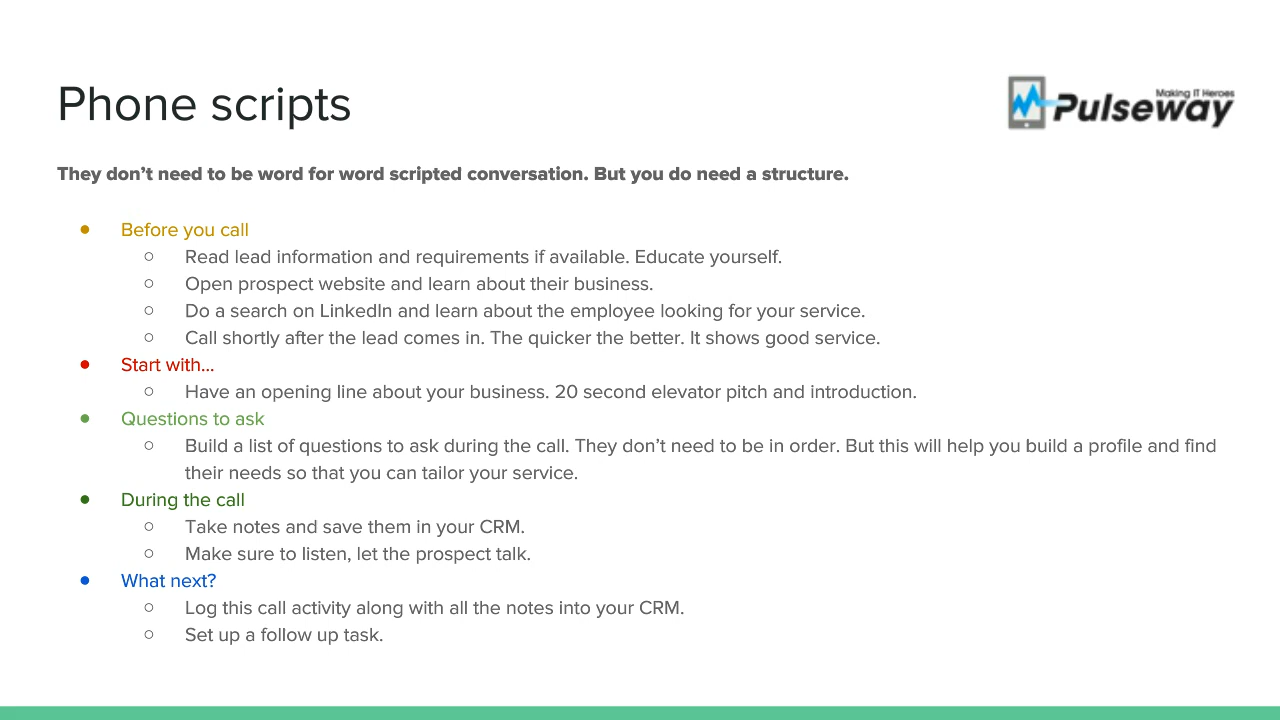 Phone scripts
Making IT Heroes
Pulseway
They don’t need to be word for word scripted conversation. But you do need a structure.
● Before you call
○ Read lead information and requirements if available. Educate yourself.
○ Open prospect website and learn about their business.
○ Do a search on LinkedIn and learn about the employee looking for your service.
○ Call shortly after the lead comes in. The quicker the better. It shows good service.
● Start with...
○ Have an opening line about your business. 20 second elevator pitch and introduction.
● Questions to ask
○ Build a list of questions to ask during the call. They don’t need to be in order. But this will help you build a profile and find
their needs so that you can tailor your service.
● During the call
○ Take notes and save them in your CRM.
○ Make sure to listen, let the prospect talk.
● What next?
○ Log this call activity along with all the notes into your CRM.
○ Set up a follow up task.